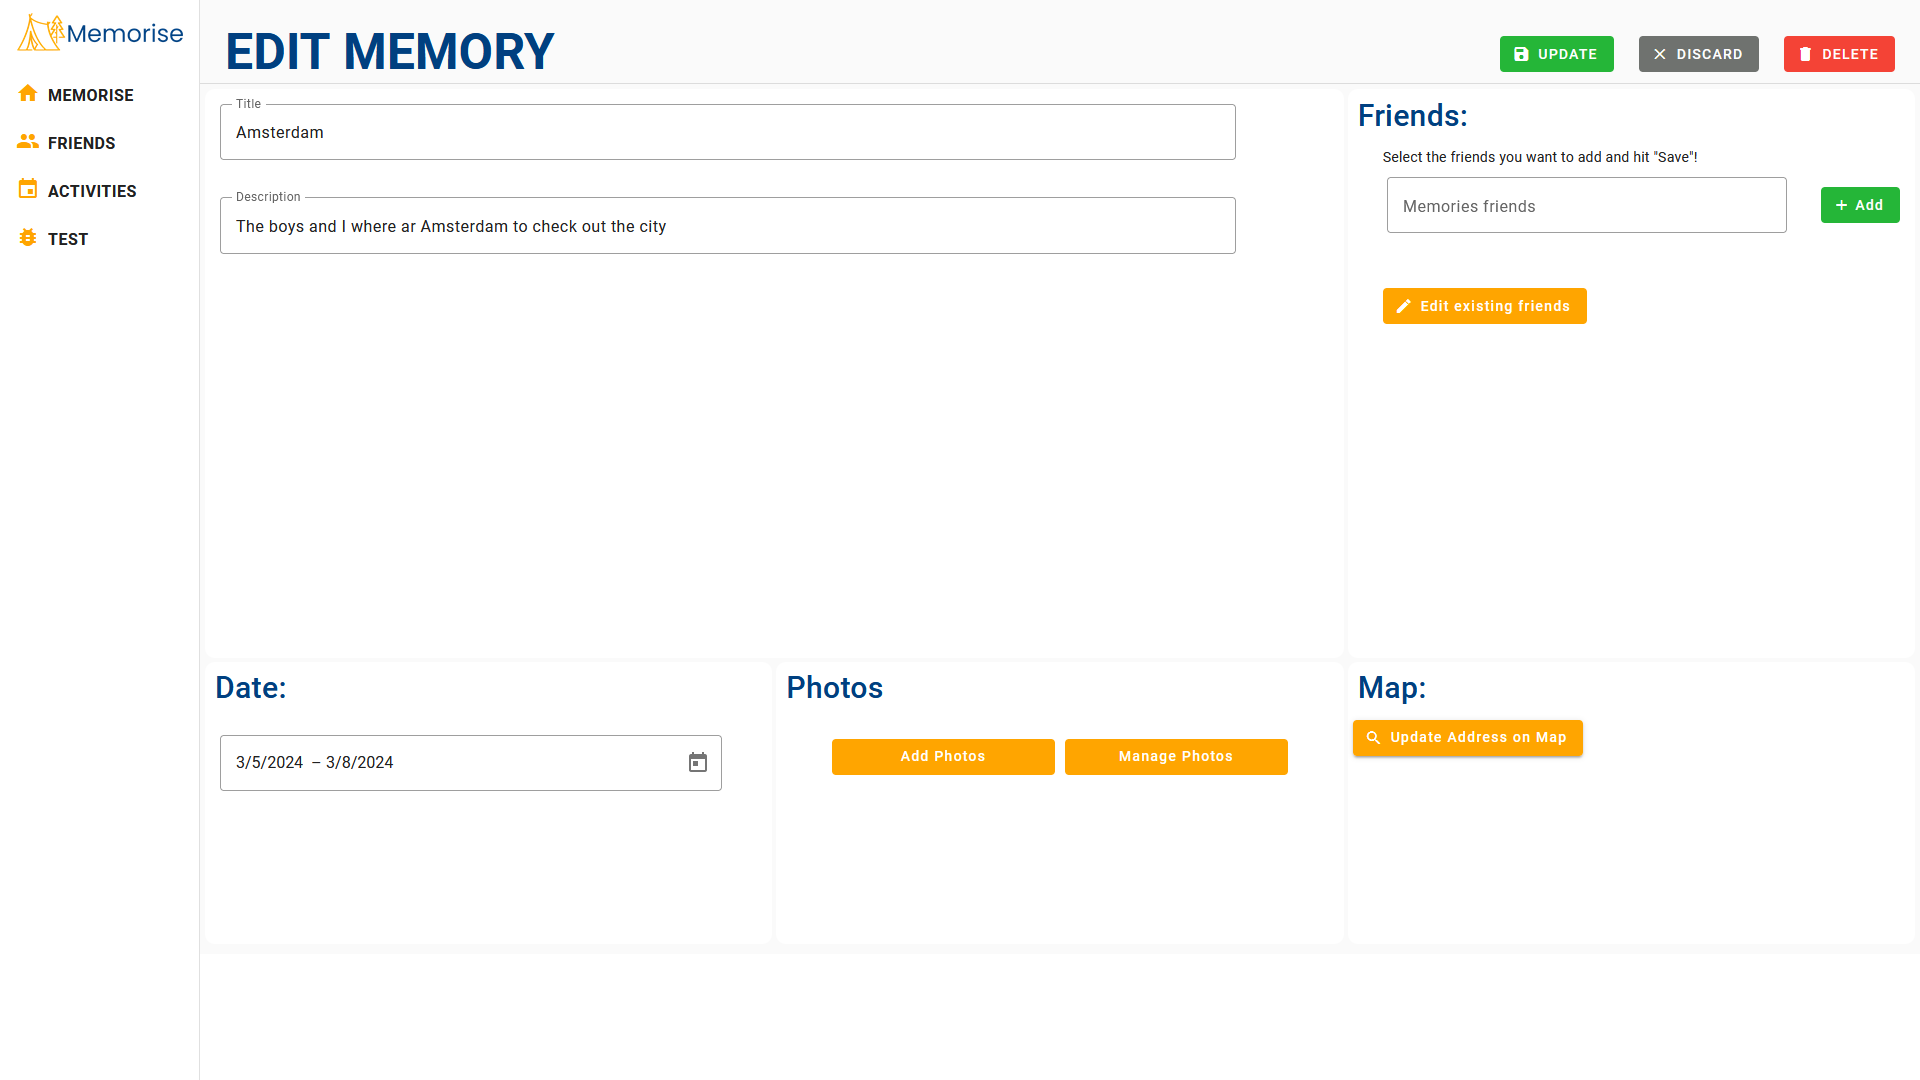 Memorise
MEMORISE
FRIENDS
ACTIVITIES
TEST
EDIT MEMORY
UPDATE
DISCARD
DELETE
Title
Amsterdam
Description
The boys and I where ar Amsterdam to check out the city
Friends:
Select the friends you want to add and hit "Save"!
Memories friends
Add
Edit existing friends
Date:
3/5/2024 – 3/8/2024
Photos
Add Photos
Manage Photos
Map:
Update Address on Map